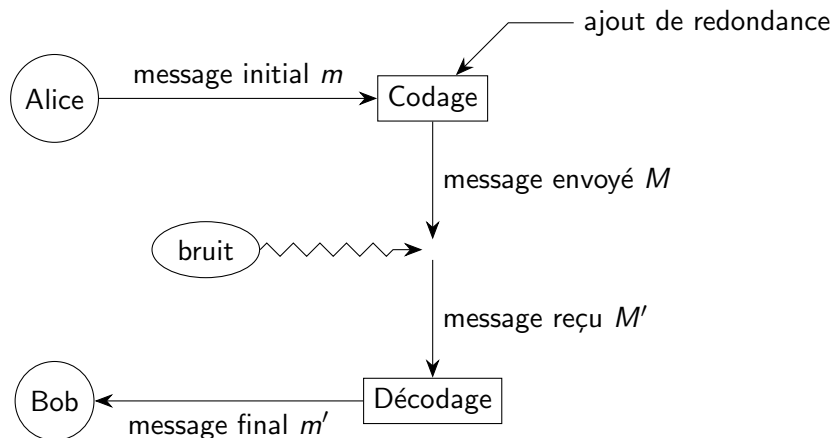 ajout de redondance
message initial m
Alice
Codage
message envoyé M
bruit
message reçu M′
Bob
Décodage
message final m′